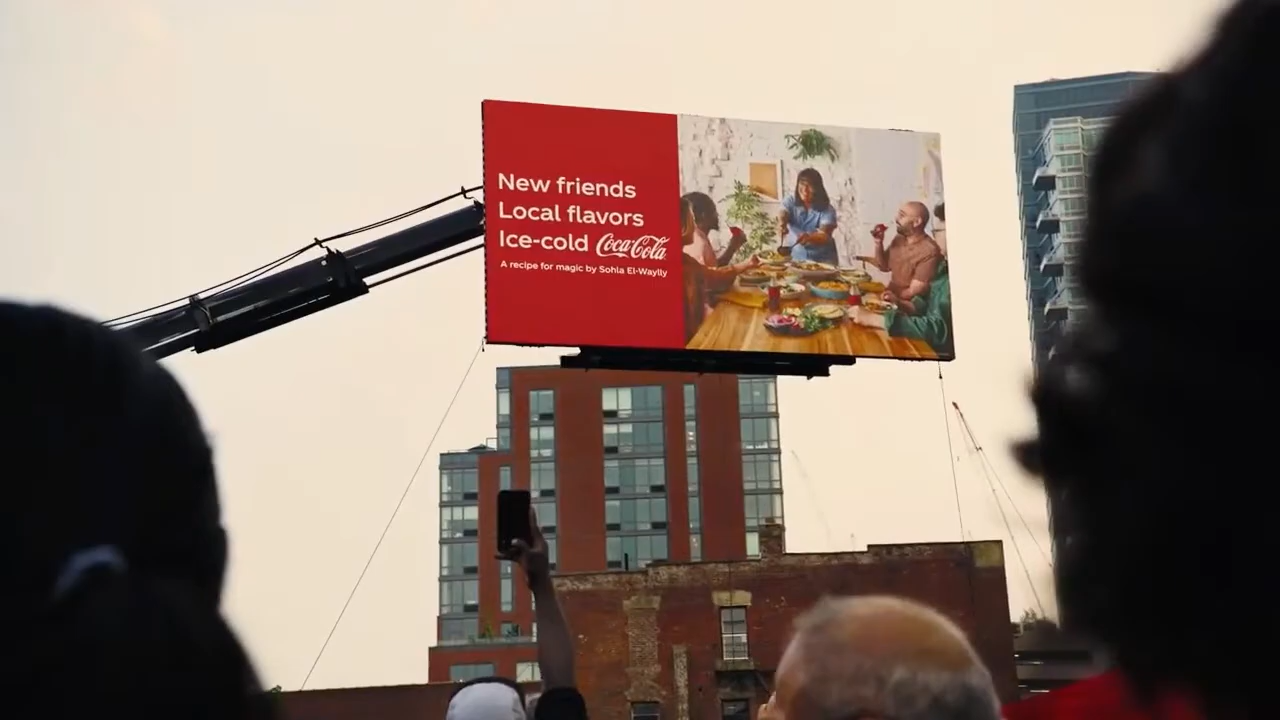 New friends
Local flavors
Ice-cold Coca-Cola
A recipe for magic by Sohla El-Waylly